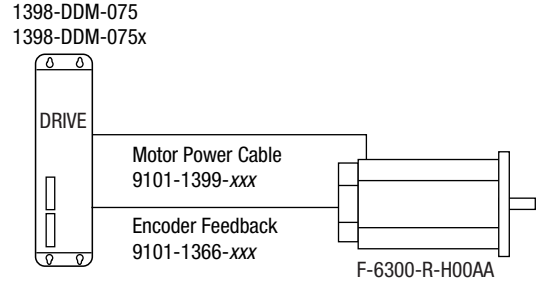 1398-DDM-075
1398-DDM-075x
DRIVE
Motor Power Cable
9101-1399-xxx
Encoder Feedback
9101-1366-xxx
F-6300-R-H00AA